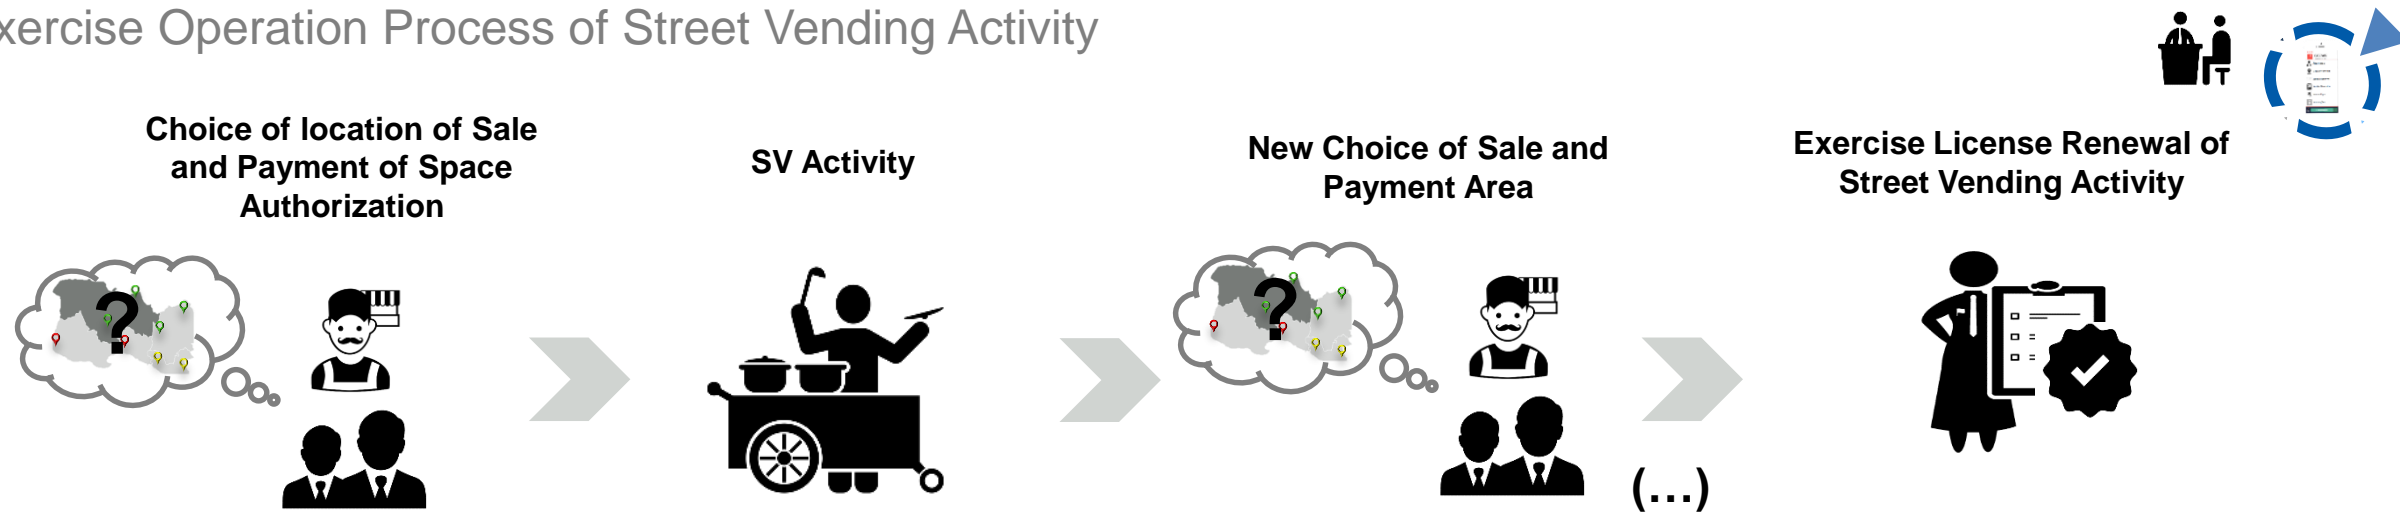 xercise Operation Process of Street Vending Activity
Choice of location of Sale
and Payment of Space
Authorization
SV Activity
New Choice of Sale and
Payment Area
Exercise License Renewal of
Street Vending Activity
?
?
(...)